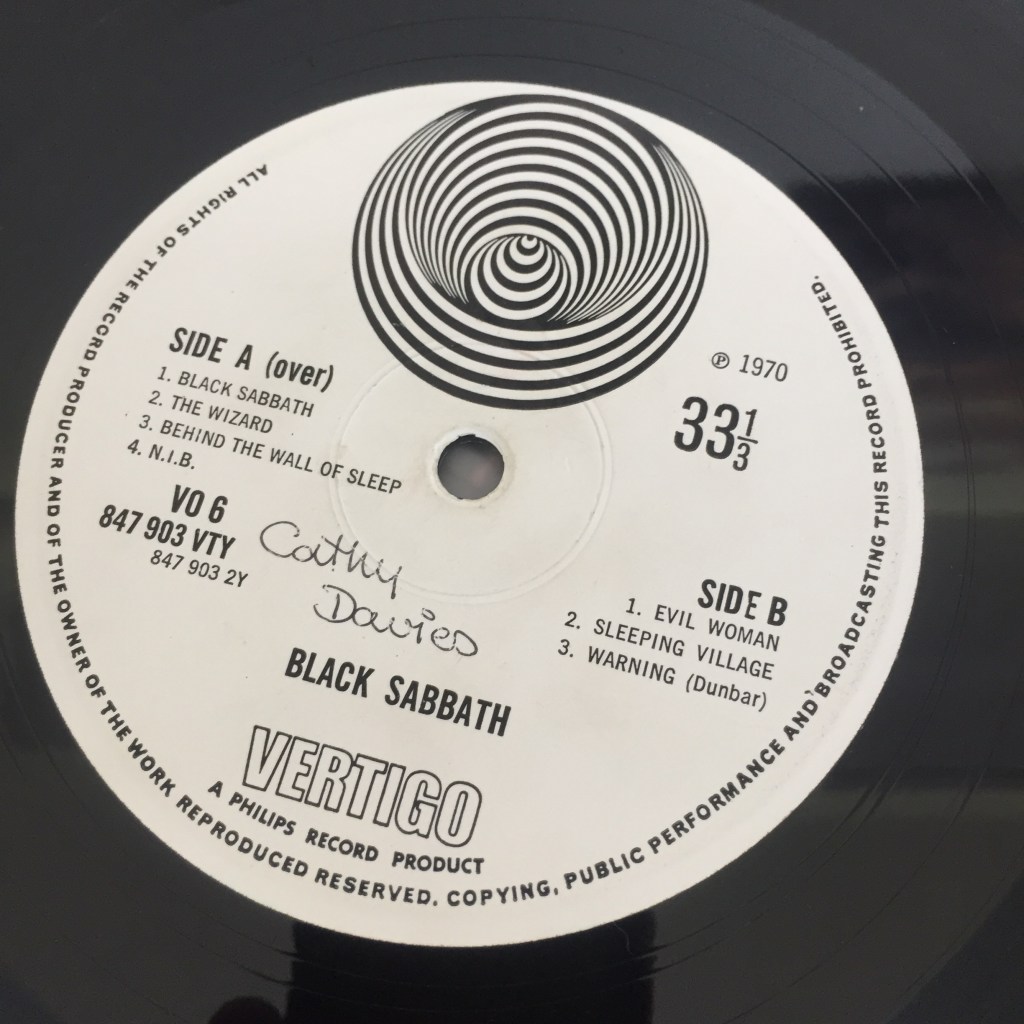 ALL RIGHTS OF THE RECORD PRODUCER AND OF THE OWNER OF THE WORK REPRODUCED RESERVED. COPYING, PUBLIC PERFORMANCE AND BROADCASTING THIS RECORD PROHIBITED.
SIDE A (over)
1. BLACK SABBATH
2. THE WIZARD
3. BEHIND THE WALL OF SLEEP
4. N.I.B.
VO 6
847 903 VTY
847 903 2Y
℗ 1970
33 1/3
Cathy
Davies
SIDE B
1. EVIL WOMAN
2. SLEEPING VILLAGE
3. WARNING (Dunbar)
BLACK SABBATH
VERTIGO
A PHILIPS RECORD PRODUCT